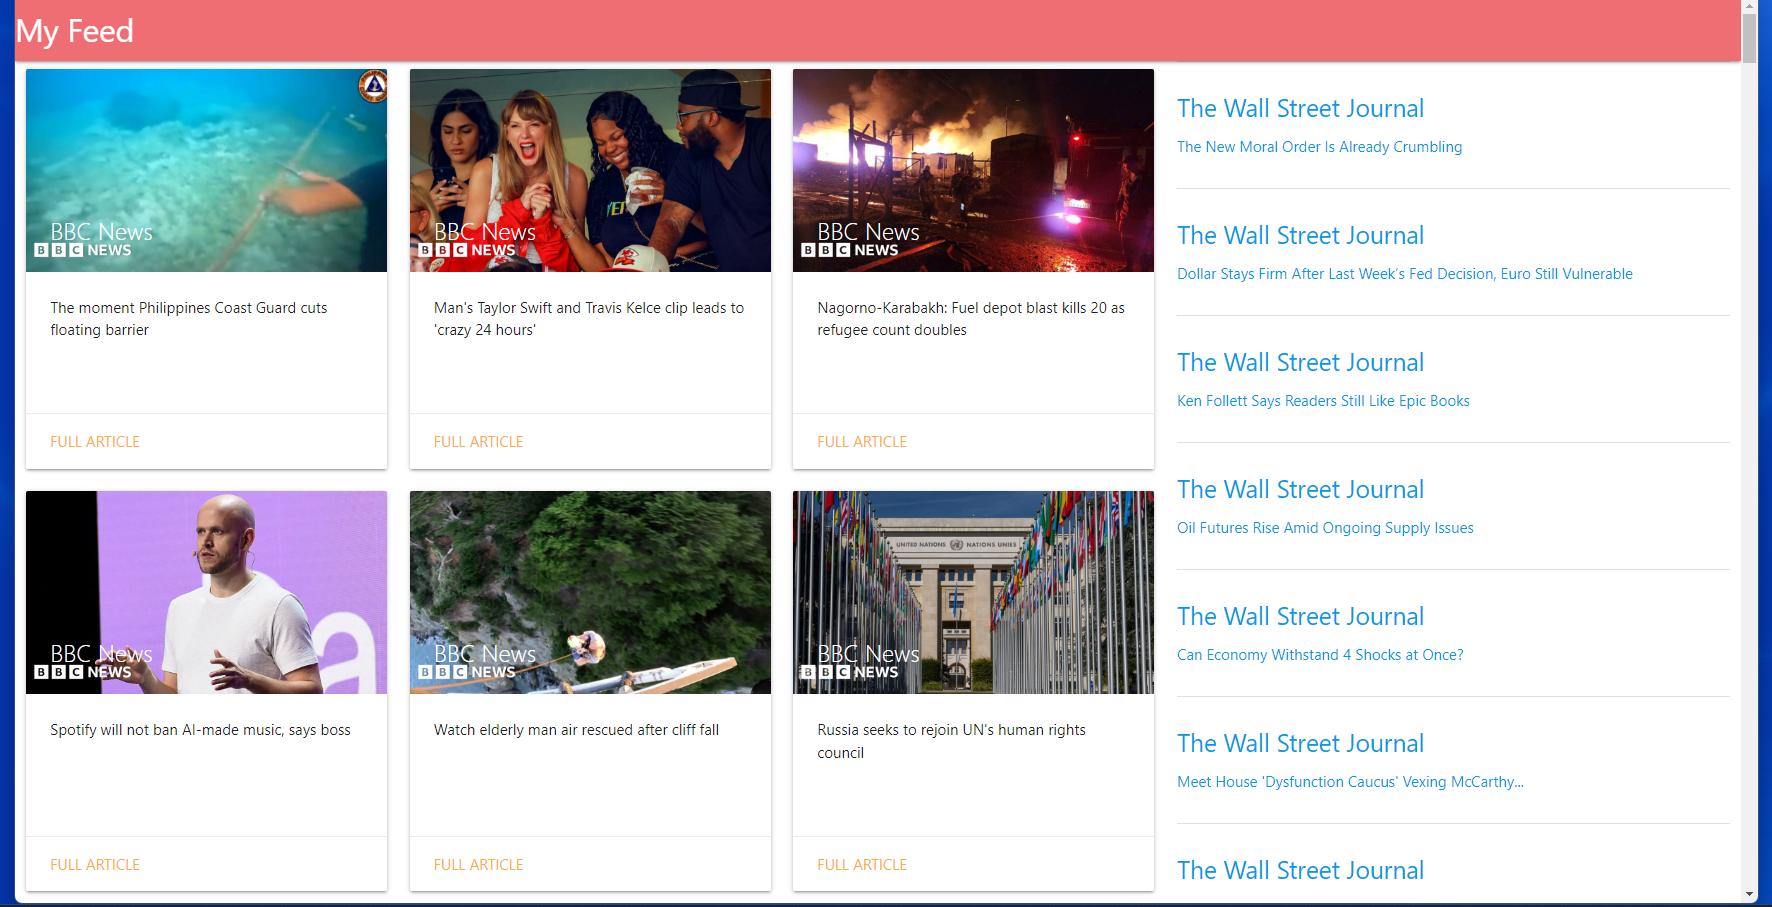 My Feed
BBC News
BBC NEWS
The moment Philippines Coast Guard cuts
floating barrier
FULL ARTICLE
BBC News
BBC NEWS
Man's Taylor Swift and Travis Kelce clip leads to
'crazy 24 hours'
FULL ARTICLE
BBC News
BBC NEWS
Nagorno-Karabakh: Fuel depot blast kills 20 as
refugee count doubles
FULL ARTICLE
BBC News
BBC NEWS
Spotify will not ban AI-made music, says boss
FULL ARTICLE
BBC News
BBC NEWS
Watch elderly man air rescued after cliff fall
FULL ARTICLE
UNITED NATIONS NATIONS UNIES
BBC News
BBC NEWS
Russia seeks to rejoin UN's human rights
council
FULL ARTICLE
The Wall Street Journal
The New Moral Order Is Already Crumbling
The Wall Street Journal
Dollar Stays Firm After Last Week’s Fed Decision, Euro Still Vulnerable
The Wall Street Journal
Ken Follett Says Readers Still Like Epic Books
The Wall Street Journal
Oil Futures Rise Amid Ongoing Supply Issues
The Wall Street Journal
Can Economy Withstand 4 Shocks at Once?
The Wall Street Journal
Meet House 'Dysfunction Caucus' Vexing McCarthy...
The Wall Street Journal